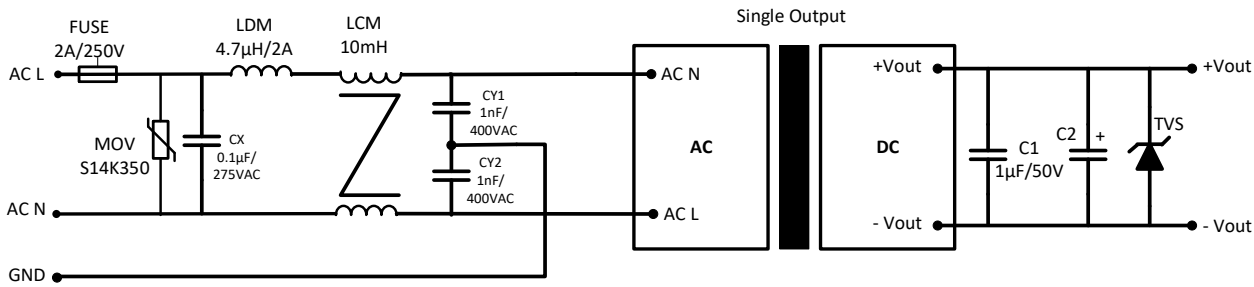 Single Output
FUSE
2A/250V
LDM
4.7µH/2A
LCM
10mH
AC L
AC N
+Vout
+Vout
MOV
S14K350
CX
0.1µF/
275VAC
CY1
1nF/
400VAC
CY2
1nF/
400VAC
AC
DC
C1
1µF/50V
C2
+
TVS
AC N
AC L
- Vout
- Vout
GND